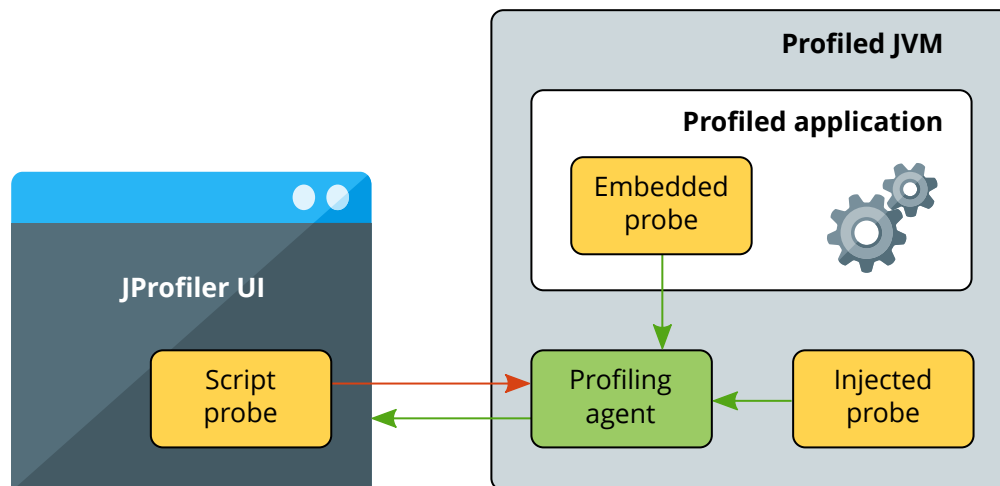 Profiled JVM
Profiled application
Embedded
probe
JProfiler UI
Script
probe
Profiling
agent
Injected
probe